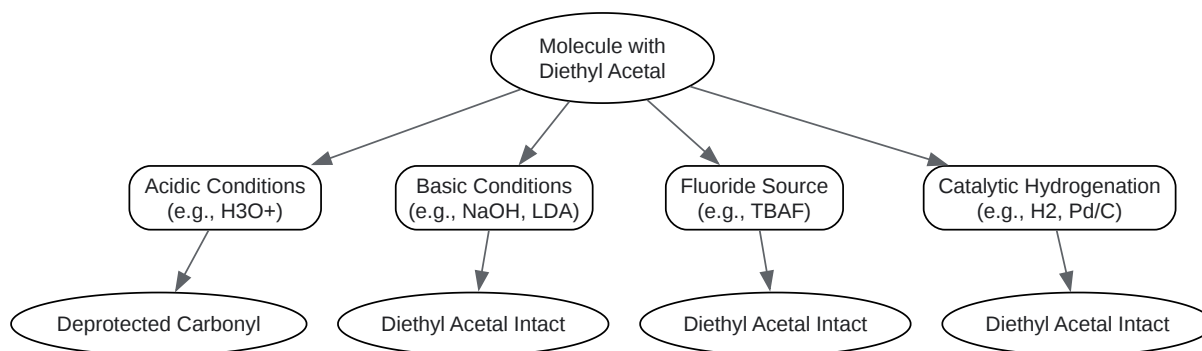 Molecule with
Diethyl Acetal
Acidic Conditions
(e.g., H3O+)
Basic Conditions
(e.g., NaOH, LDA)
Fluoride Source
(e.g., TBAF)
Catalytic Hydrogenation
(e.g., H2, Pd/C)
Deprotected Carbonyl
Diethyl Acetal Intact
Diethyl Acetal Intact
Diethyl Acetal Intact